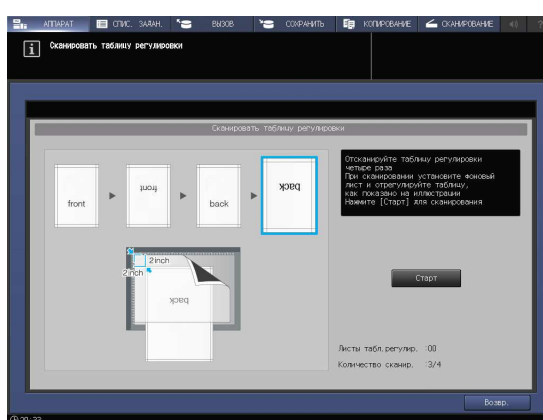 АППАРАТ
СПИС. ЗАДАН.
ВЫЗОВ
СОХРАНИТЬ
КОПИРОВАНИЕ
СКАНИРОВАНИЕ
?
i Сканировать таблицу регулировки
Сканировать таблицу регулировки
front
front
back
back
Отсканируйте таблицу регулировки
четыре раза
При сканировании установите фоновый
лист и отрегулируйте таблицу,
как показано на иллюстрации
Нажмите [Старт] для сканирования
2inch
2inch
back
Старт
Листы табл.регулир. :00
Количество сканир. :3/4
Возвр.